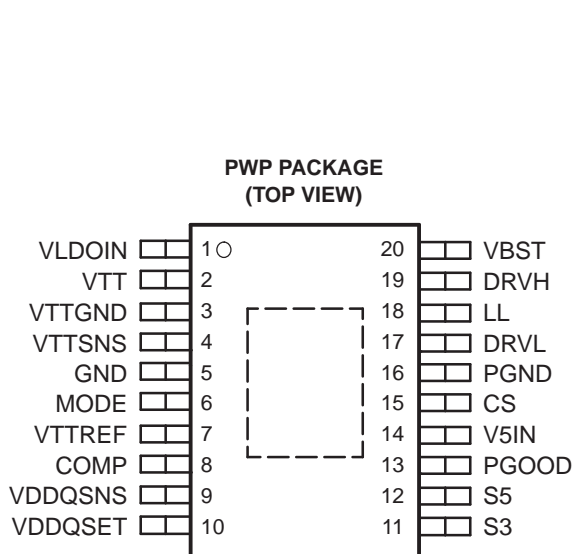 PWP PACKAGE
(TOP VIEW)
VLDOIN 1 20 VBST
VTT 2 19 DRVH
VTTGND 3 18 LL
VTTSNS 4 17 DRVL
GND 5 16 PGND
MODE 6 15 CS
VTTREF 7 14 V5IN
COMP 8 13 PGOOD
VDDQSNS 9 12 S5
VDDQSET 10 11 S3